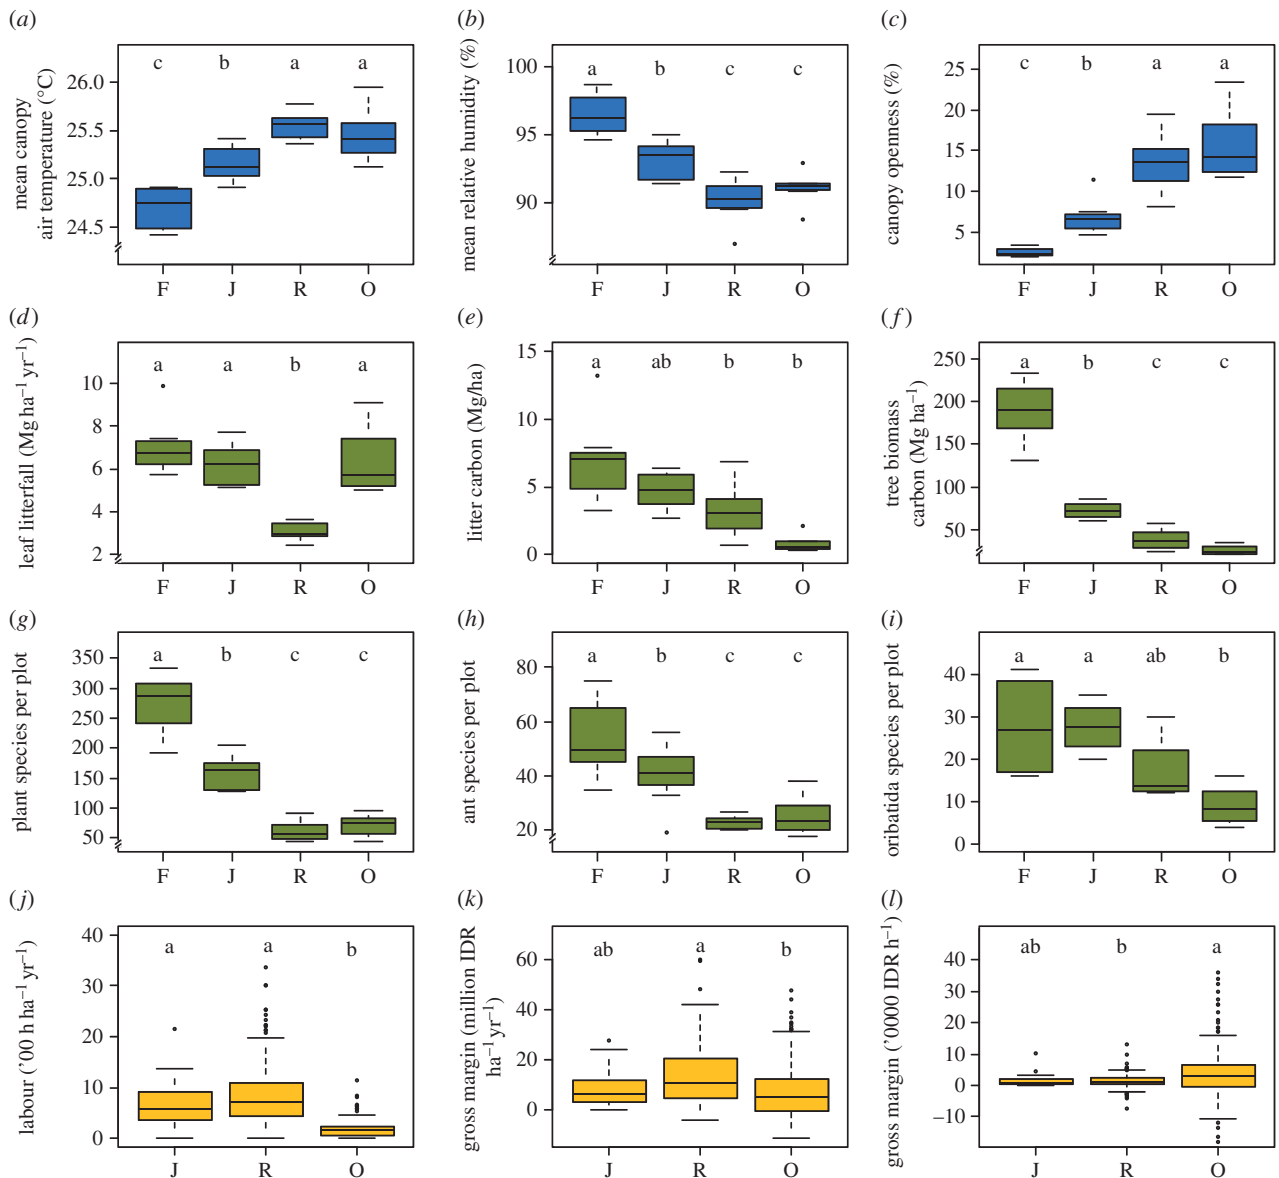 (a)
mean canopy
air temperature (°C)
26.0
25.5
25.0
24.5
c b a a
F J R O
(b)
mean relative humidity (%)
100
95
90
a b c c
F J R O
(c)
canopy openness (%)
25
20
15
10
5
c b a a
F J R O
(d)
leaf litterfall (Mg ha⁻¹ yr⁻¹)
10
8
6
4
2
a a b a
F J R O
(e)
litter carbon (Mg/ha)
15
10
5
0
a ab b b
F J R O
(f)
tree biomass
carbon (Mg ha⁻¹)
250
200
150
100
50
a b c c
F J R O
(g)
plant species per plot
350
300
250
200
150
100
50
a b c c
F J R O
(h)
ant species per plot
80
60
40
20
a b c c
F J R O
(i)
oribatida species per plot
40
30
20
10
0
a a ab b
F J R O
(j)
labour ('00 h ha⁻¹ yr⁻¹)
40
30
20
10
0
a a b
J R O
(k)
gross margin (million IDR
ha⁻¹ yr⁻¹)
60
40
20
0
ab a b
J R O
(l)
gross margin ('0000 IDR h⁻¹)
40
30
20
10
0
−10
ab b a
J R O